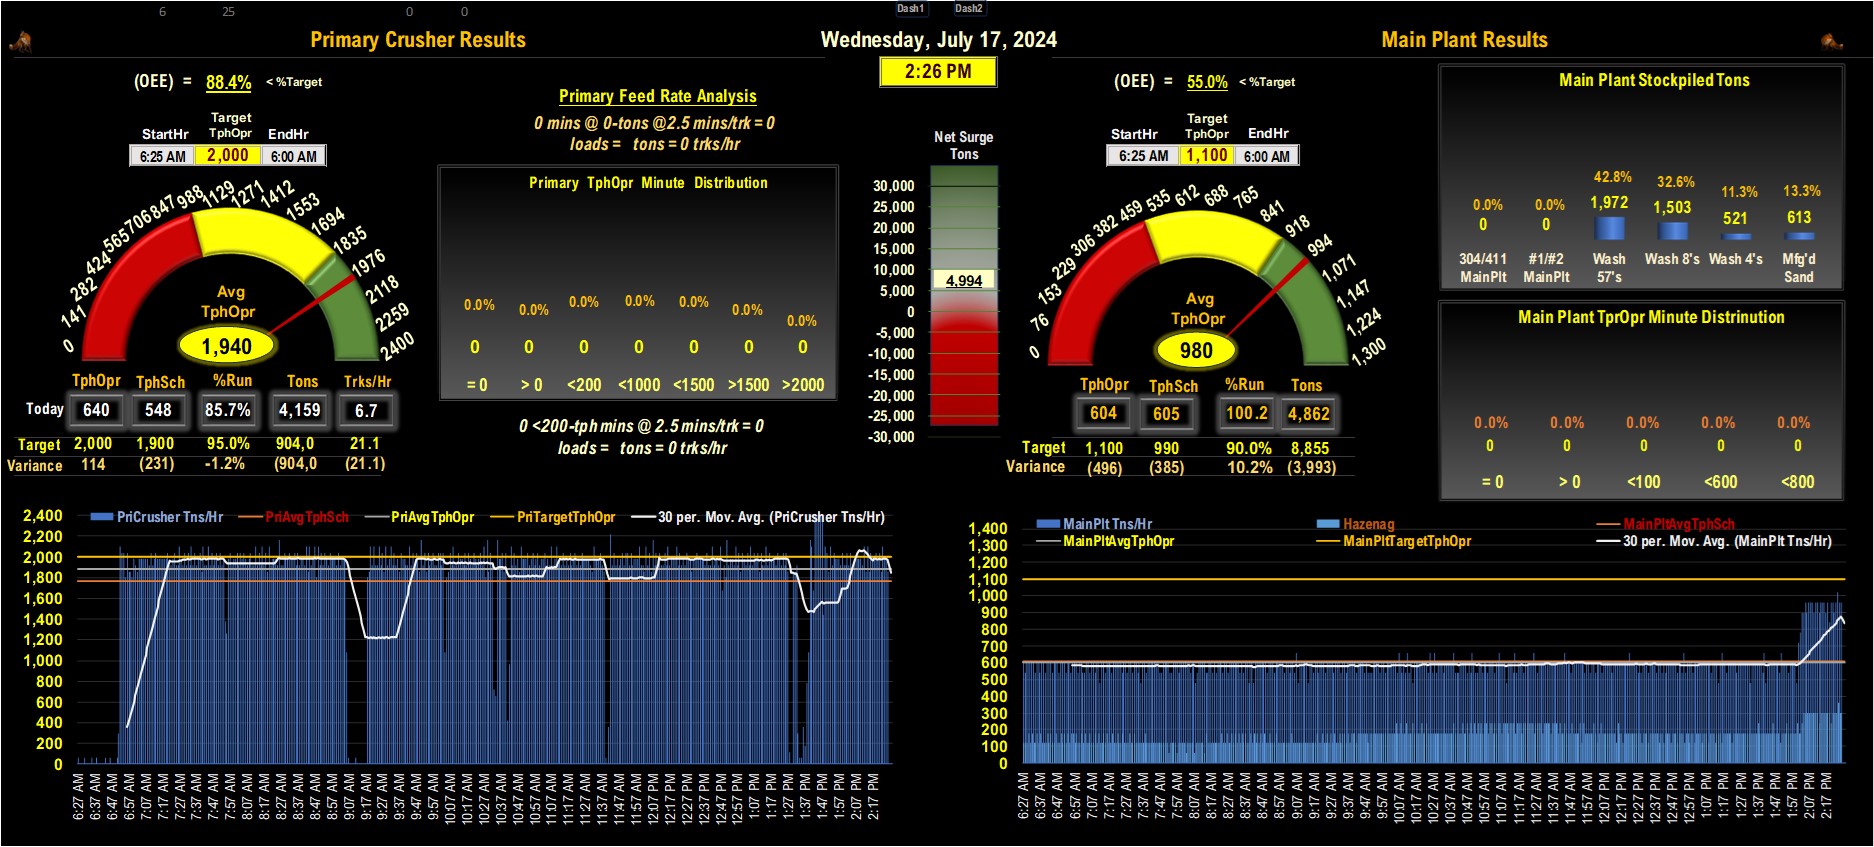 6 25 0 0 Dash1 Dash2
Primary Crusher Results
Wednesday, July 17, 2024
Main Plant Results
2:26 PM
(OEE) = 88.4% < %Target
Target
StartHr TphOpr EndHr
6:25 AM 2,000 6:00 AM
0 141 282 424 565 706 847 988 1129 1271 1412 1553 1694 1835 1976 2118 2259 2400
Avg
TphOpr
1,940
TphOpr TphSch %Run Tons Trks/Hr
Today 640 548 85.7% 4,159 6.7
Target 2,000 1,900 95.0% 904,0 21.1
Variance 114 (231) -1.2% (904,0 (21.1)
Primary Feed Rate Analysis
0 mins @ 0-tons @2.5 mins/trk = 0
loads = tons = 0 trks/hr
Primary TphOpr Minute Distribution
0.0% 0.0% 0.0% 0.0% 0.0% 0.0% 0.0%
0 0 0 0 0 0 0
= 0 > 0 <200 <1000 <1500 >1500 >2000
0 <200-tph mins @ 2.5 mins/trk = 0
loads = tons = 0 trks/hr
Net Surge
Tons
30,000
25,000
20,000
15,000
10,000
4,994
5,000
0
-5,000
-10,000
-15,000
-20,000
-25,000
-30,000
(OEE) = 55.0% < %Target
Target
StartHr TphOpr EndHr
6:25 AM 1,100 6:00 AM
0 76 153 229 306 382 459 535 612 688 765 841 918 994 1,071 1,147 1,224 1,300
Avg
TphOpr
980
TphOpr TphSch %Run Tons
604 605 100.2 4,862
Target 1,100 990 90.0% 8,855
Variance (496) (385) 10.2% (3,993)
Main Plant Stockpiled Tons
0.0% 0.0% 42.8% 32.6% 11.3% 13.3%
0 0 1,972 1,503 521 613
304/411 #1/#2 Wash Wash 8's Wash 4's Mfg'd
MainPlt MainPlt 57's Sand
Main Plant TprOpr Minute Distrinution
0.0% 0.0% 0.0% 0.0% 0.0%
0 0 0 0 0
= 0 > 0 <100 <600 <800
PriCrusher Tns/Hr PriAvgTphSch PriAvgTphOpr PriTargetTphOpr 30 per. Mov. Avg. (PriCrusher Tns/Hr)
2,400
2,200
2,000
1,800
1,600
1,400
1,200
1,000
800
600
400
200
0
6:27 AM 6:37 AM 6:47 AM 6:57 AM 7:07 AM 7:17 AM 7:27 AM 7:37 AM 7:47 AM 7:57 AM 8:07 AM 8:17 AM 8:27 AM 8:37 AM 8:47 AM 8:57 AM 9:07 AM 9:17 AM 9:27 AM 9:37 AM 9:47 AM 9:57 AM 10:07 AM 10:17 AM 10:27 AM 10:37 AM 10:47 AM 10:57 AM 11:07 AM 11:17 AM 11:27 AM 11:37 AM 11:47 AM 11:57 AM 12:07 PM 12:17 PM 12:27 PM 12:37 PM 12:47 PM 12:57 PM 1:07 PM 1:17 PM 1:27 PM 1:37 PM 1:47 PM 1:57 PM 2:07 PM 2:17 PM
MainPlt Tns/Hr Hazenag MainPltAvgTphSch
MainPltAvgTphOpr MainPltTargetTphOpr 30 per. Mov. Avg. (MainPlt Tns/Hr)
1,400
1,300
1,200
1,100
1,000
900
800
700
600
500
400
300
200
100
0
6:27 AM 6:37 AM 6:47 AM 6:57 AM 7:07 AM 7:17 AM 7:27 AM 7:37 AM 7:47 AM 7:57 AM 8:07 AM 8:17 AM 8:27 AM 8:37 AM 8:47 AM 8:57 AM 9:07 AM 9:17 AM 9:27 AM 9:37 AM 9:47 AM 9:57 AM 10:07 AM 10:17 AM 10:27 AM 10:37 AM 10:47 AM 10:57 AM 11:07 AM 11:17 AM 11:27 AM 11:37 AM 11:47 AM 11:57 AM 12:07 PM 12:17 PM 12:27 PM 12:37 PM 12:47 PM 12:57 PM 1:07 PM 1:17 PM 1:27 PM 1:37 PM 1:47 PM 1:57 PM 2:07 PM 2:17 PM